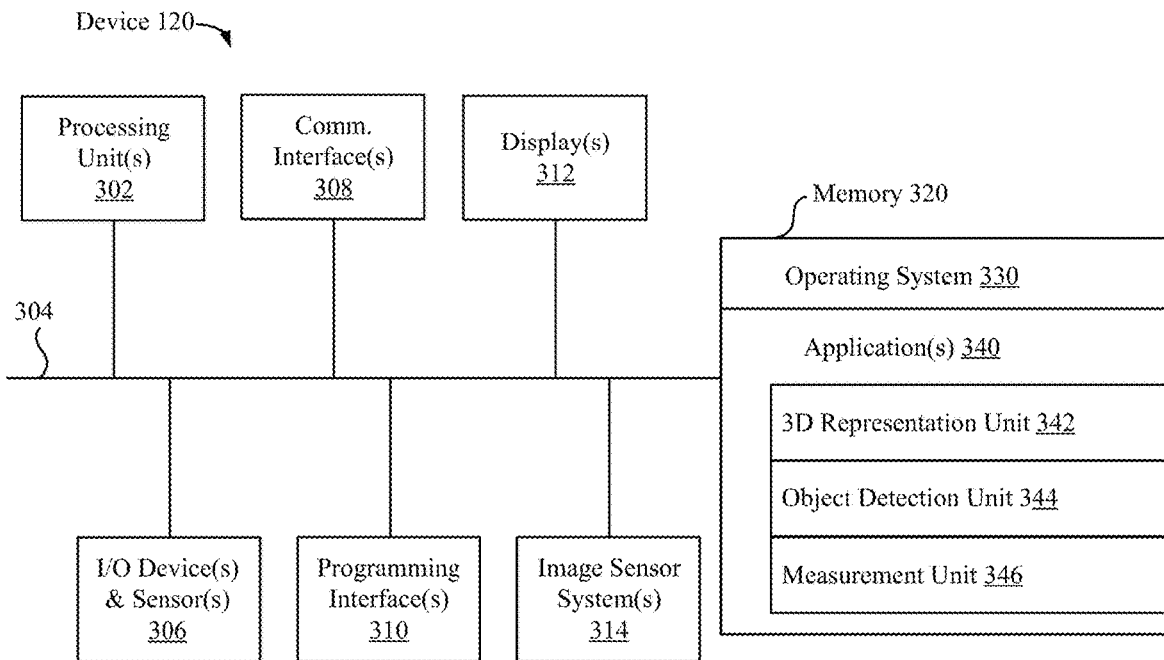 Device 120
Processing
Unit(s)
302
Comm.
Interface(s)
308
Display(s)
312
Memory 320
Operating System 330
304
Application(s) 340
3D Representation Unit 342
Object Detection Unit 344
Measurement Unit 346
I/O Device(s)
& Sensor(s)
306
Programming
Interface(s)
310
Image Sensor
System(s)
314